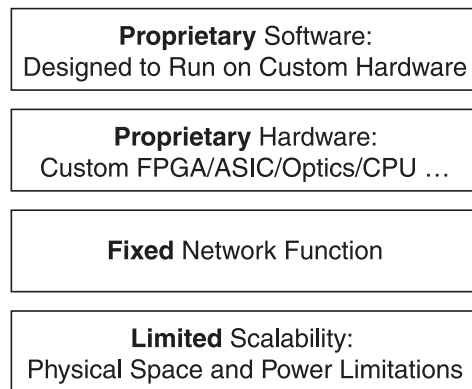 Proprietary Software:
Designed to Run on Custom Hardware
Proprietary Hardware:
Custom FPGA/ASIC/Optics/CPU ...
Fixed Network Function
Limited Scalability:
Physical Space and Power Limitations